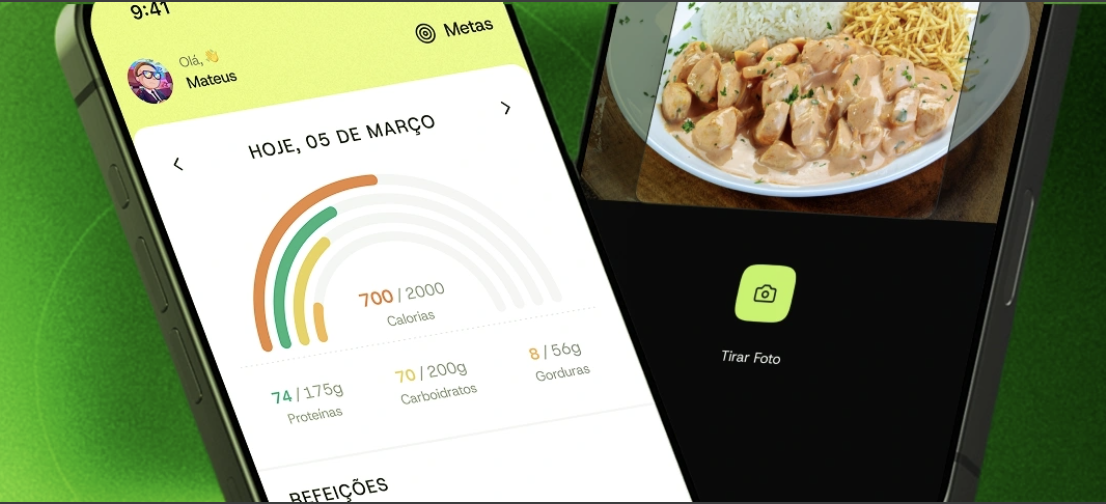 9:41
Olá,👋
Mateus
Metas
HOJE, 05 DE MARÇO
700 / 2000
Calorias
74 / 175g
Proteínas
70 / 200g
Carboidratos
8 / 56g
Gorduras
REFEIÇÕES
Tirar Foto